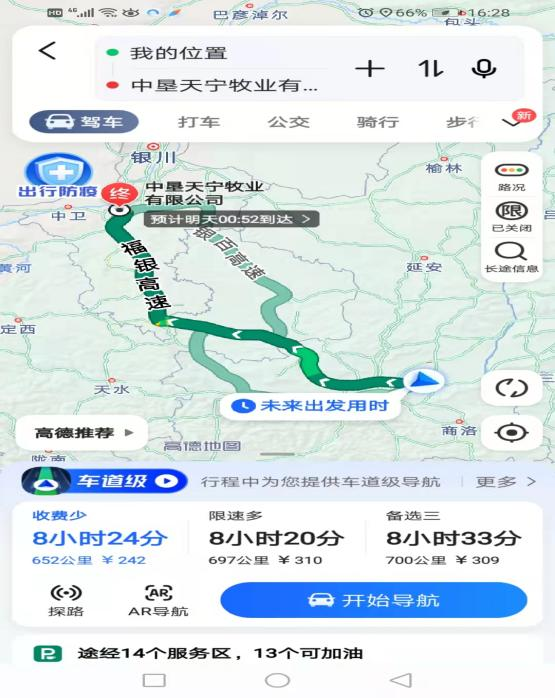 HD 4G 66% 16:28
巴彦淖尔
包头
我的位置
中垦天宁牧业有...
驾车 打车 公交 骑行 步行 新
银川
榆林
出行防疫
终
中垦天宁牧业
有限公司
预计明天00:52到达 >
中卫
路况
限
已关闭
长途信息
银百高速
福银高速
黄河
延安
定西
天水
未来出发用时
商洛
高德推荐
高德地图
陇南
车道级 行程中为您提供车道级导航 更多 >
收费少 限速多 备选三
8小时24分 8小时20分 8小时33分
652公里 ¥242 697公里 ¥310 700公里 ¥309
探路 AR AR导航 开始导航
P 途经14个服务区，13个可加油